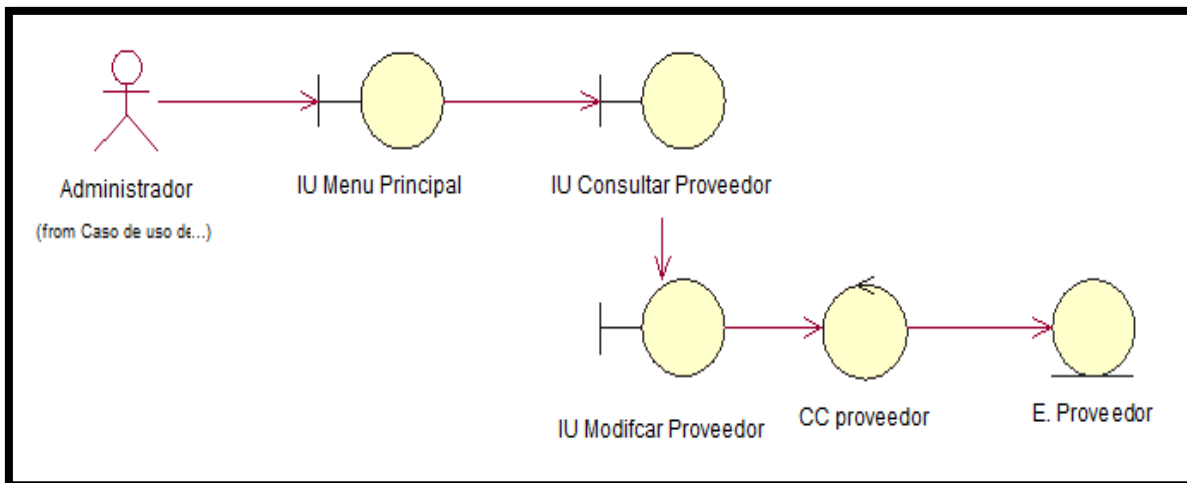 Administrador
(from Caso de uso de...)
IU Menu Principal
IU Consultar Proveedor
IU Modifcar Proveedor
CC proveedor
E. Proveedor